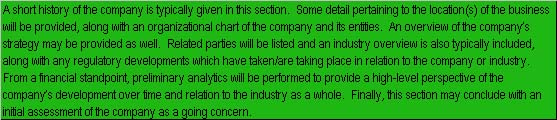 A short history of the company is typically given in this section.  Some detail pertaining to the location(s) of the business
will be provided, along with an organizational chart of the company and its entities.  An overview of the company's
strategy may be provided as well.  Related parties will be listed and an industry overview is also typically included,
along with any regulatory developments which have taken/are taking place in relation to the company or industry.
From a financial standpoint, preliminary analytics will be performed to provide a high-level perspective of the
company's development over time and relation to the industry as a whole.  Finally, this section may conclude with an
initial assessment of the company as a going concern.